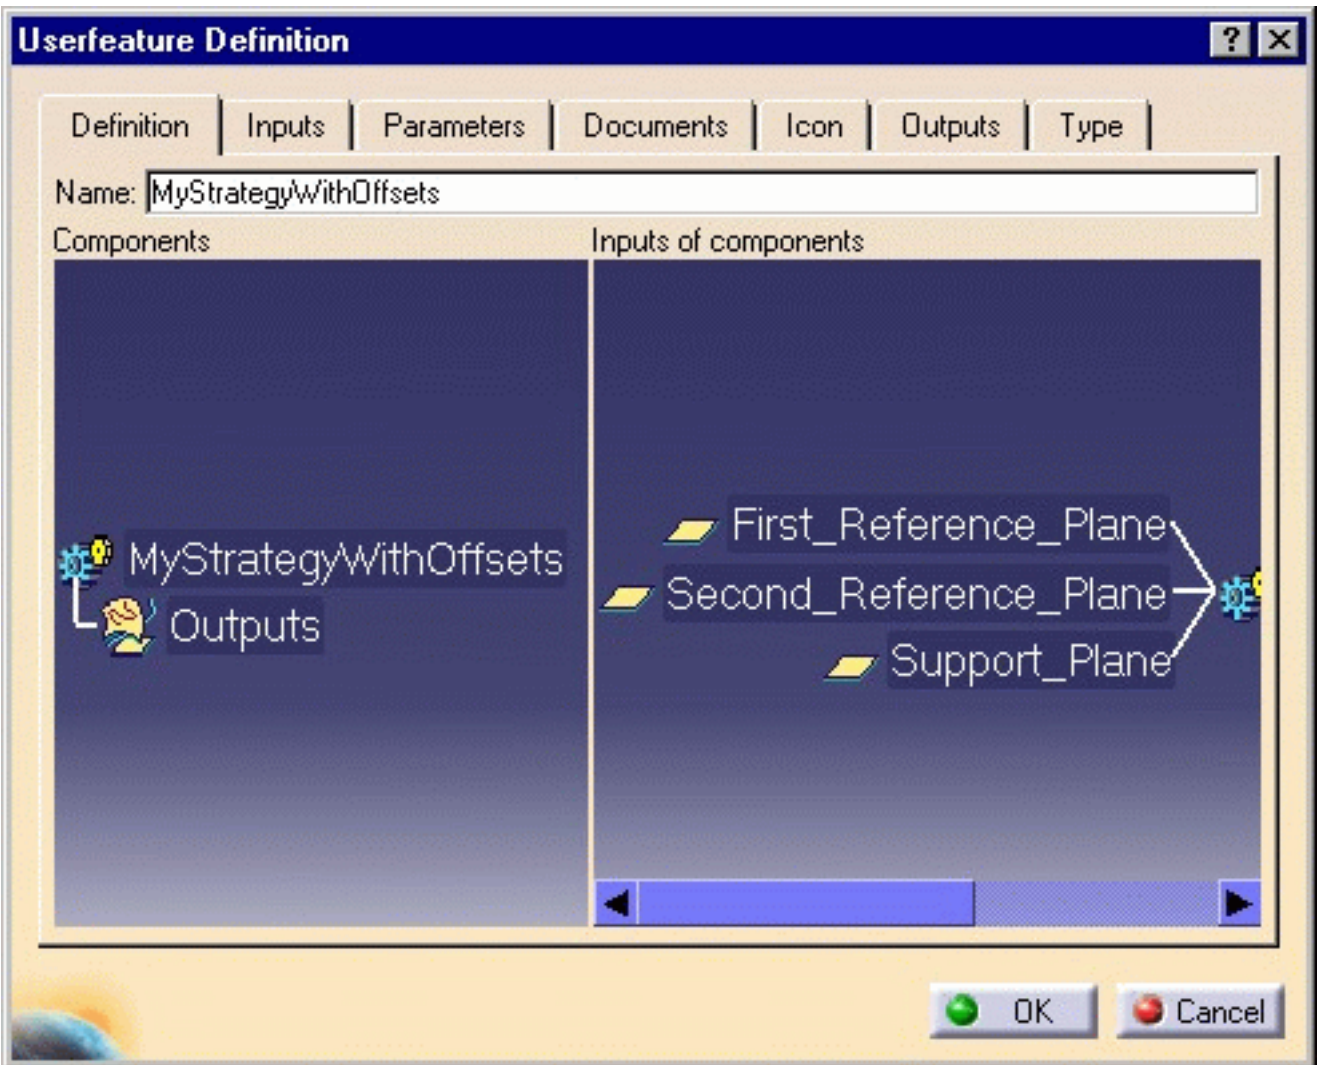 Userfeature Definition
?
Definition Inputs Parameters Documents Icon Outputs Type
Name: MyStrategyWithOffsets
Components Inputs of components
MyStrategyWithOffsets
Outputs
First_Reference_Plane
Second_Reference_Plane
Support_Plane
OK Cancel